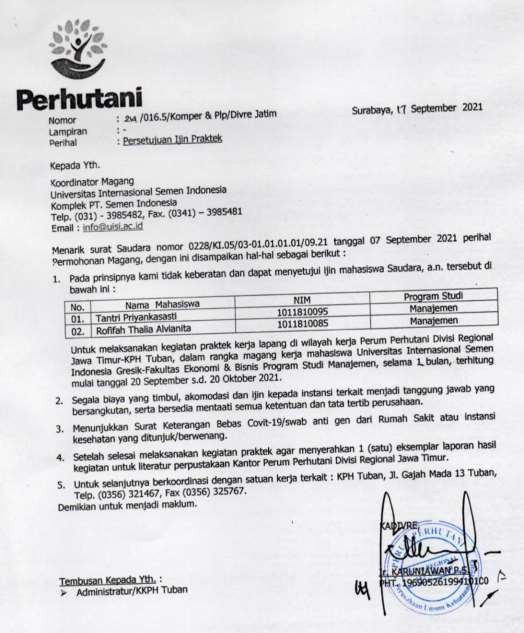 Perhutani
Surabaya, 17 September 2021
Nomor : /016.5/Komper & Plp/Divre Jatim
Lampiran : -
Perihal : Persetujuan Ijin Praktek
Kepada Yth.
Koordinator Magang
Universitas Internasional Semen Indonesia
Komplek PT. Semen Indonesia
Telp. (031) - 3985482, Fax. (0341) – 3985481
Email : info@uisi.ac.id
Menarik surat Saudara nomor 0228/KI.05/03-01.01.01.01/09.21 tanggal 07 September 2021 perihal
Permohonan Magang, dengan ini disampaikan hal-hal sebagai berikut :
1. Pada prinsipnya kami tidak keberatan dan dapat menyetujui ijin mahasiswa Saudara, a.n. tersebut di
bawah ini :
No. Nama Mahasiswa NIM Program Studi
01. Tantri Priyankasasti 1011810095 Manajemen
02. Rofifah Thalia Alvianita 1011810085 Manajemen
Untuk melaksanakan kegiatan praktek kerja lapang di wilayah kerja Perum Perhutani Divisi Regional
Jawa Timur-KPH Tuban, dalam rangka magang kerja mahasiswa Universitas Internasional Semen
Indonesia Gresik-Fakultas Ekonomi & Bisnis Program Studi Manajemen, selama 1 bulan, terhitung
mulai tanggal 20 September s.d. 20 Oktober 2021.
2. Segala biaya yang timbul, akomodasi dan ijin kepada instansi terkait menjadi tanggung jawab yang
bersangkutan, serta bersedia mentaati semua ketentuan dan tata tertib perusahaan.
3. Menunjukkan Surat Keterangan Bebas Covit-19/swab anti gen dari Rumah Sakit atau instansi
kesehatan yang ditunjuk/berwenang.
4. Setelah selesai melaksanakan kegiatan praktek agar menyerahkan 1 (satu) eksemplar laporan hasil
kegiatan untuk literatur perpustakaan Kantor Perum Perhutani Divisi Regional Jawa Timur.
5. Untuk selanjutnya berkoordinasi dengan satuan kerja terkait : KPH Tuban, Jl. Gajah Mada 13 Tuban,
Telp. (0356) 321467, Fax (0356) 325767.
Demikian untuk menjadi maklum.
KADIVRE,
Ir. KARUNIAWAN P.S.
PHT. 19690526199410100
Tembusan Kepada Yth. :
➢ Administratur/KKPH Tuban